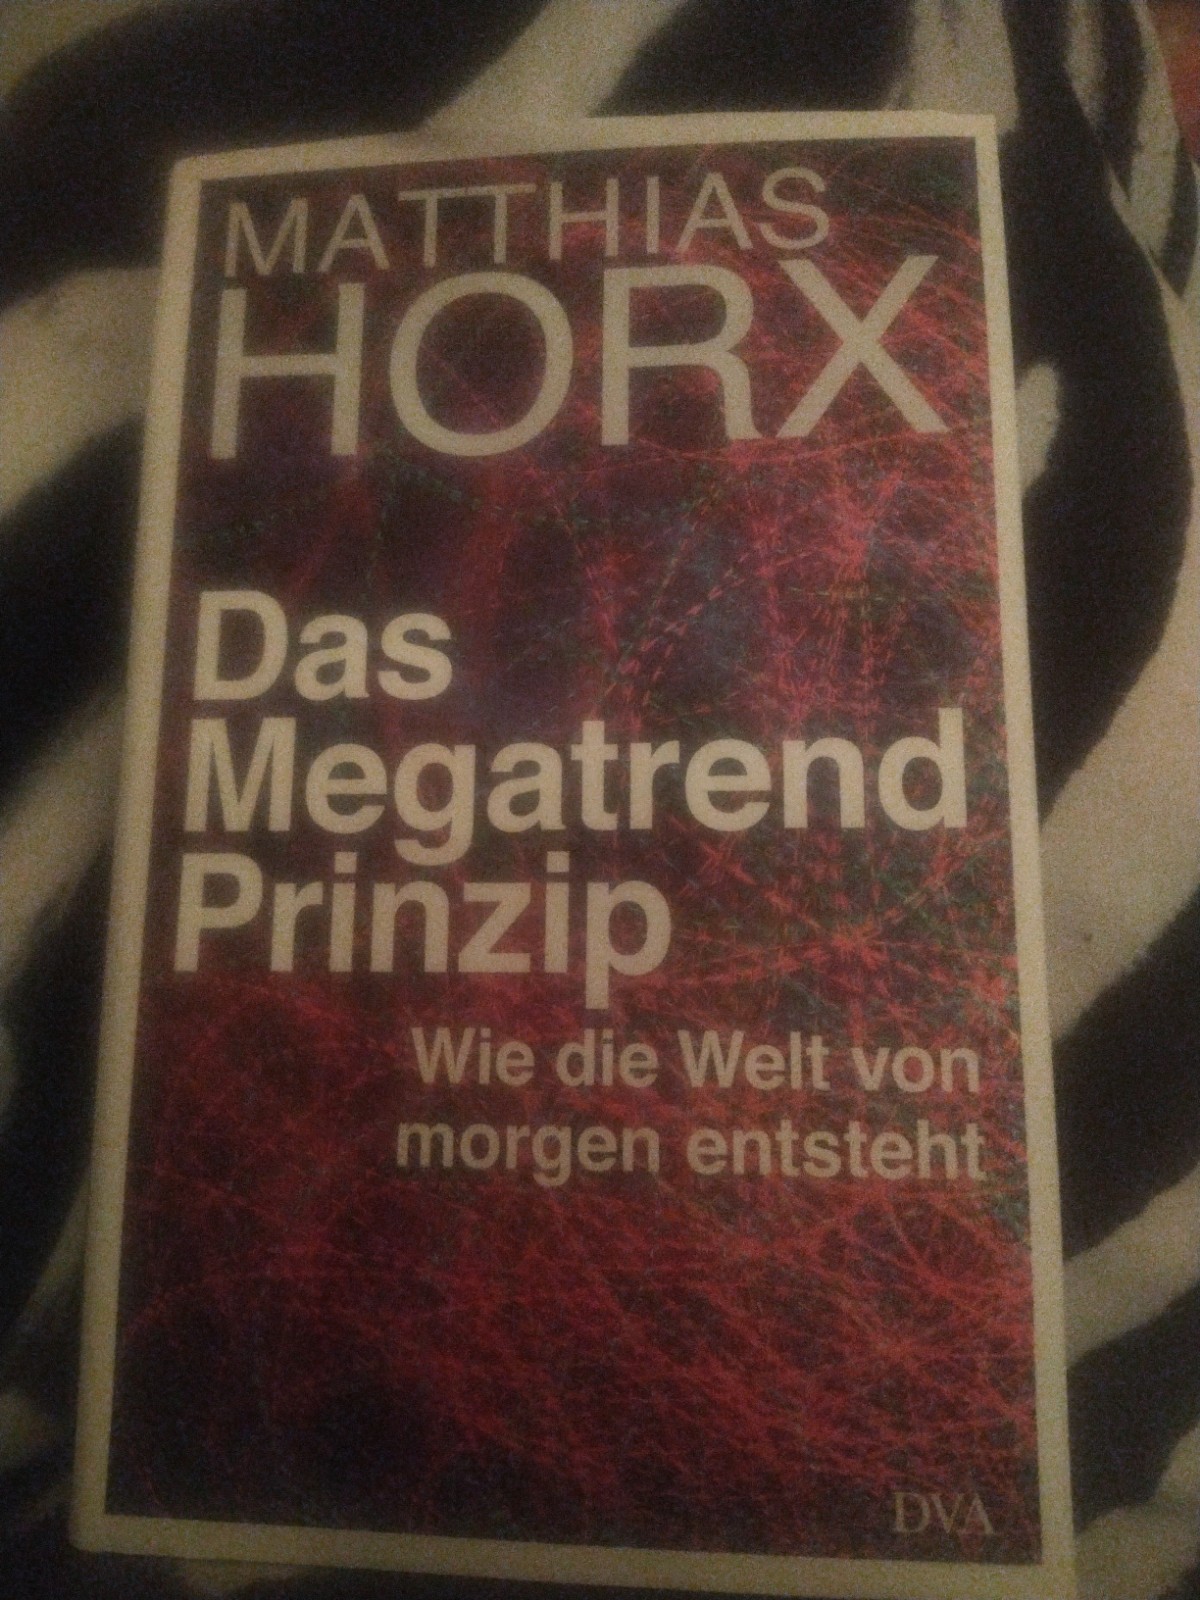 MATTHIAS
HORX
Das
Megatrend
Prinzip
Wie die Welt von
morgen entsteht
DVA